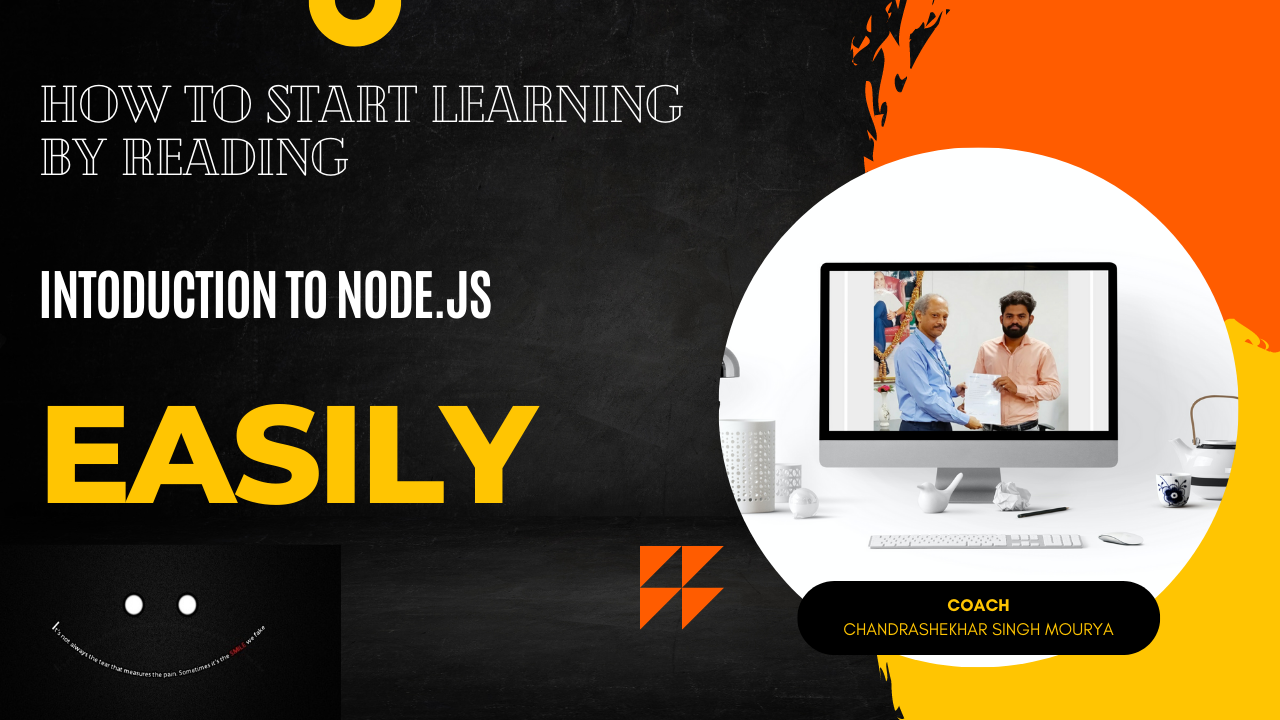 HOW TO START LEARNING
BY READING
INTODUCTION TO NODE.JS
EASILY
It's not always the tear that measures the pain. Sometimes it's the SMILE we fake
COACH
CHANDRASHEKHAR SINGH MOURYA